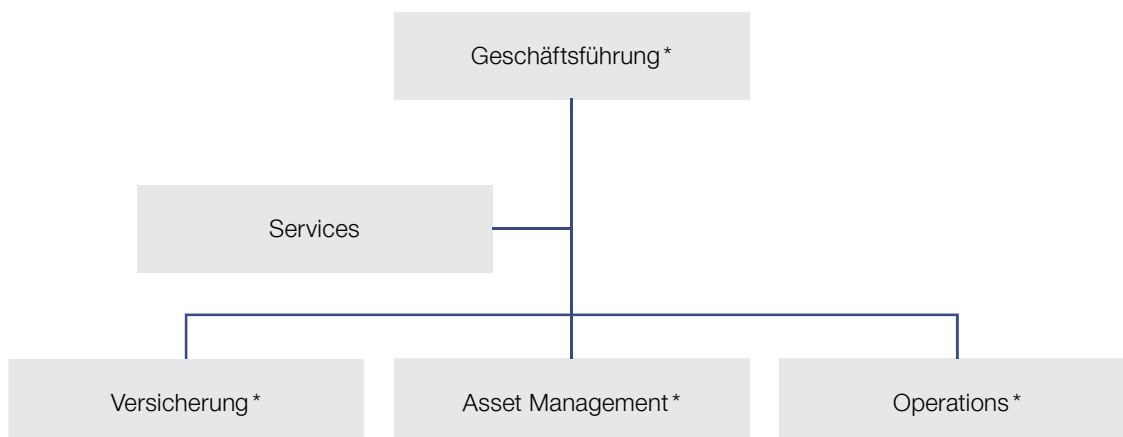 Geschäftsführung *
Services
Versicherung *
Asset Management *
Operations *